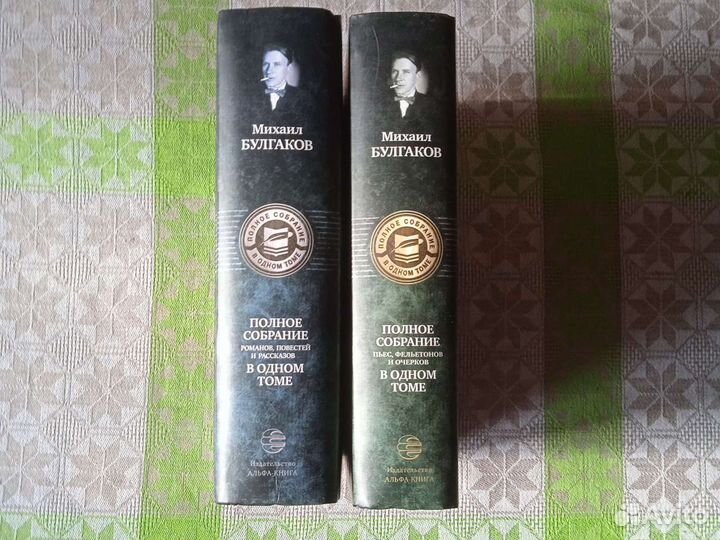 Михаил
БУЛГАКОВ
ПОЛНОЕ СОБРАНИЕ
В ОДНОМ ТОМЕ
ПОЛНОЕ
СОБРАНИЕ
РОМАНОВ, ПОВЕСТЕЙ
И РАССКАЗОВ
В ОДНОМ
ТОМЕ
Издательство
АЛЬФА-КНИГА
Михаил
БУЛГАКОВ
ПОЛНОЕ СОБРАНИЕ
В ОДНОМ ТОМЕ
ПОЛНОЕ
СОБРАНИЕ
ПЬЕС, ФЕЛЬЕТОНОВ
И ОЧЕРКОВ
В ОДНОМ
ТОМЕ
Издательство
АЛЬФА-КНИГА
Avito